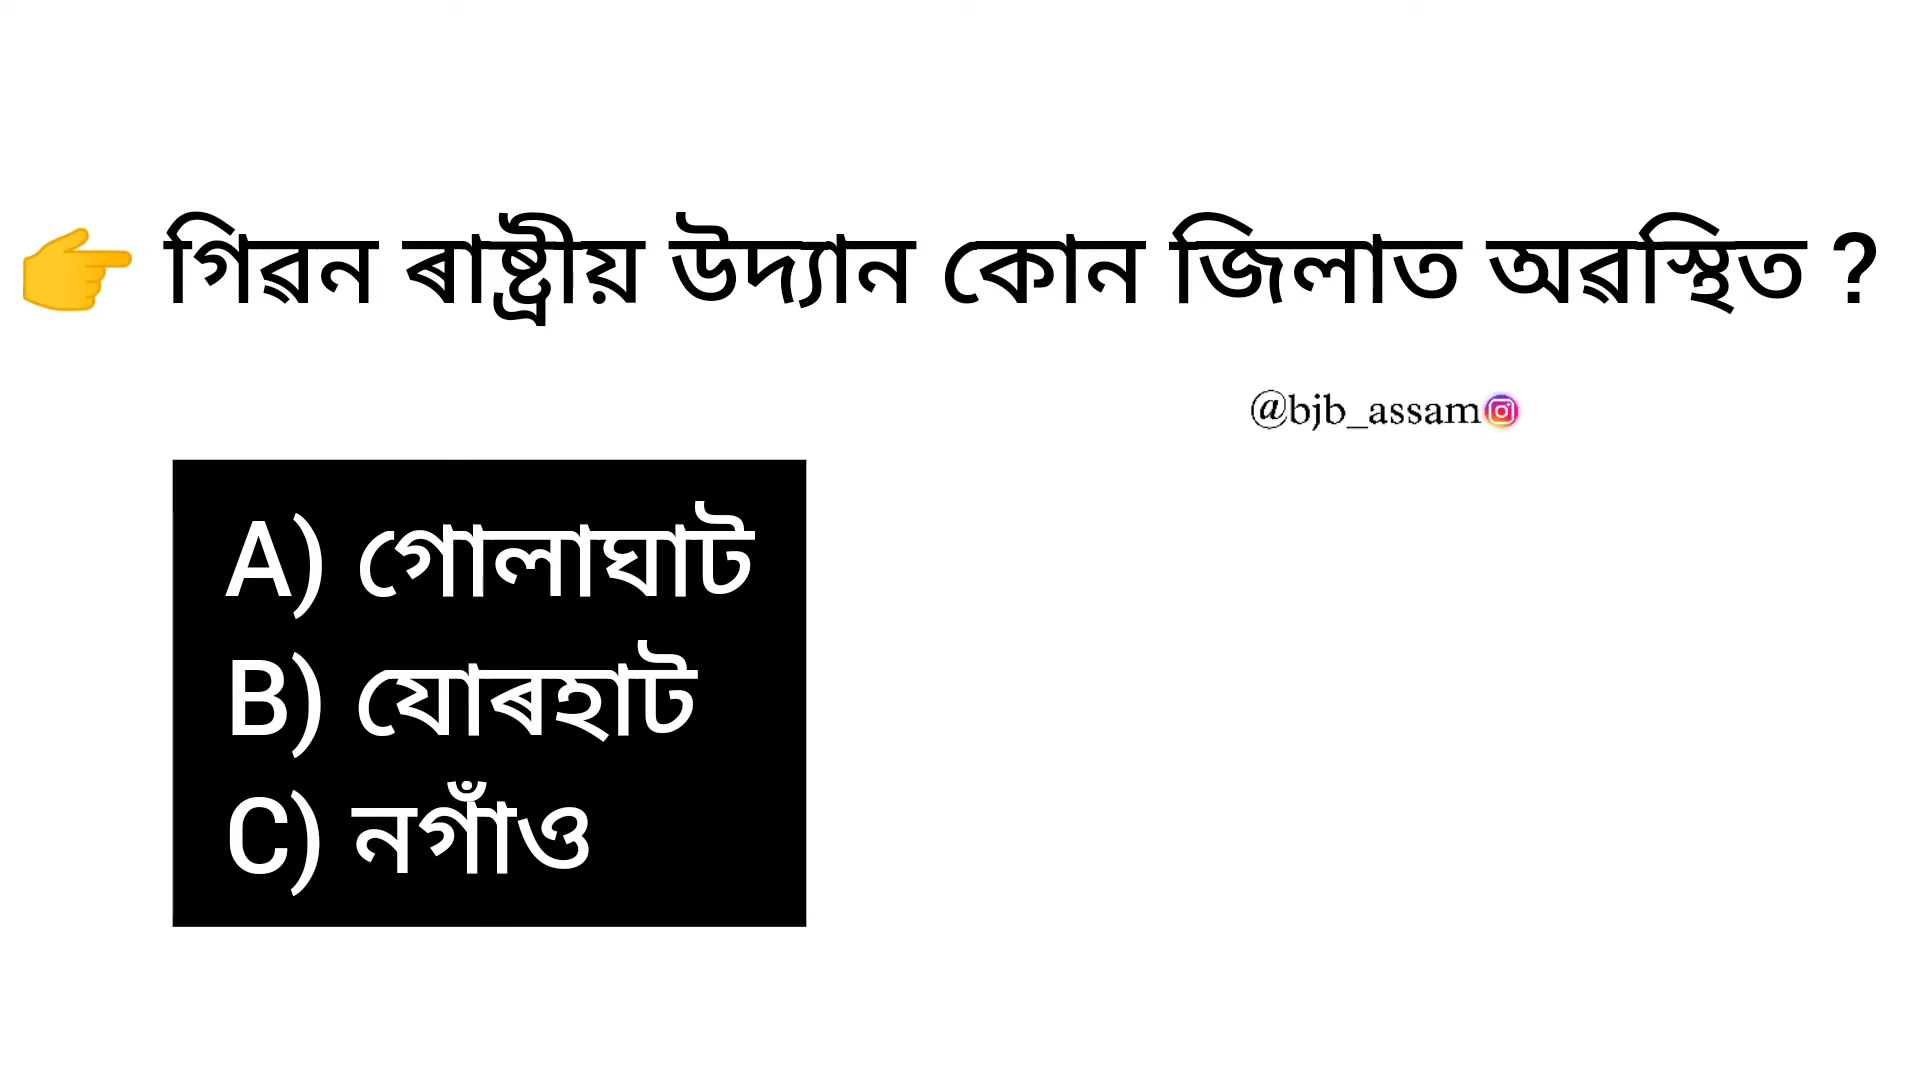 👉 গিৱন ৰাষ্ট্ৰীয় উদ্যান কোন জিলাত অৱস্থিত ?
@bjb_assam
A) গোলাঘাট
B) যোৰহাট
C) নগাঁও